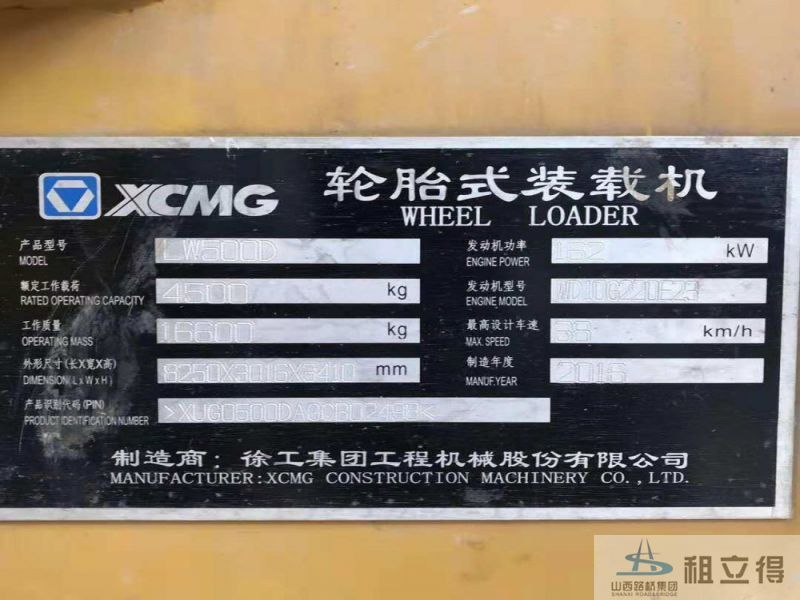 XCMG 轮胎式装载机
WHEEL LOADER
产品型号 LW500D 发动机功率 162 kW
MODEL ENGINE POWER
额定工作载荷 4500 kg 发动机型号 WD10G220E23
RATED OPERATING CAPACITY ENGINE MODEL
工作质量 16600 kg 最高设计车速 38 km/h
OPERATING MASS MAX. SPEED
外形尺寸(长X宽X高) 8250X3016X3410 mm 制造年度 2016
DIMENSION (L x W x H) MANUF.YEAR
产品识别代码(PIN)
PRODUCT IDENTIFICATION NUMBER
制造商:徐工集团工程机械股份有限公司
MANUFACTURER:XCMG CONSTRUCTION MACHINERY CO., LTD.
山西路桥集团 租立得
SHANXI ROAD&BRIDGE